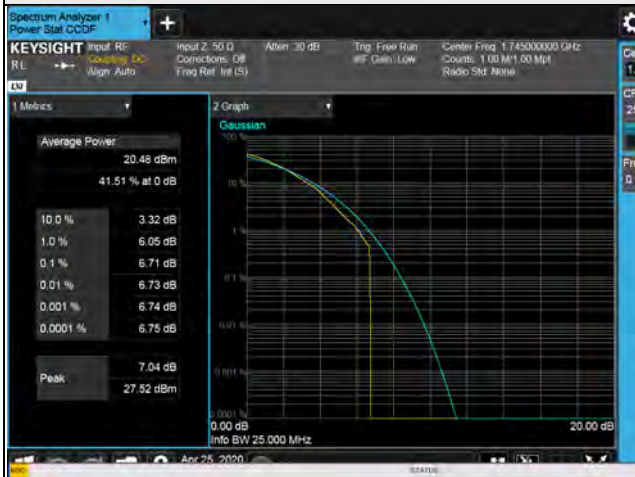 Spectrum Analyzer 1
Power Stat CCDF
KEYSIGHT
Input: RF
Coupling: DC
Align: Auto
Input Z: 50 Ω
Corrections: Off
Freq Ref: Int (S)
Atten: 30 dB
Trig: Free Run
#IF Gain: Low
Center Freq: 1.745000000 GHz
Counts: 1.00 M/1.00 Mpt
Radio Std: None
R L
1 Metrics
2 Graph
Average Power
20.48 dBm
41.51 % at 0 dB
10.0 % 3.32 dB
1.0 % 6.05 dB
0.1 % 6.71 dB
0.01 % 6.73 dB
0.001 % 6.74 dB
0.0001 % 6.75 dB
Peak
7.04 dB
27.52 dBm
Gaussian
100 %
10 %
1 %
0.1 %
0.01 %
0.001 %
0.0001 %
0.00 dB
20.00 dB
Info BW 25.000 MHz
Apr 25, 2020
MSG
STATUS